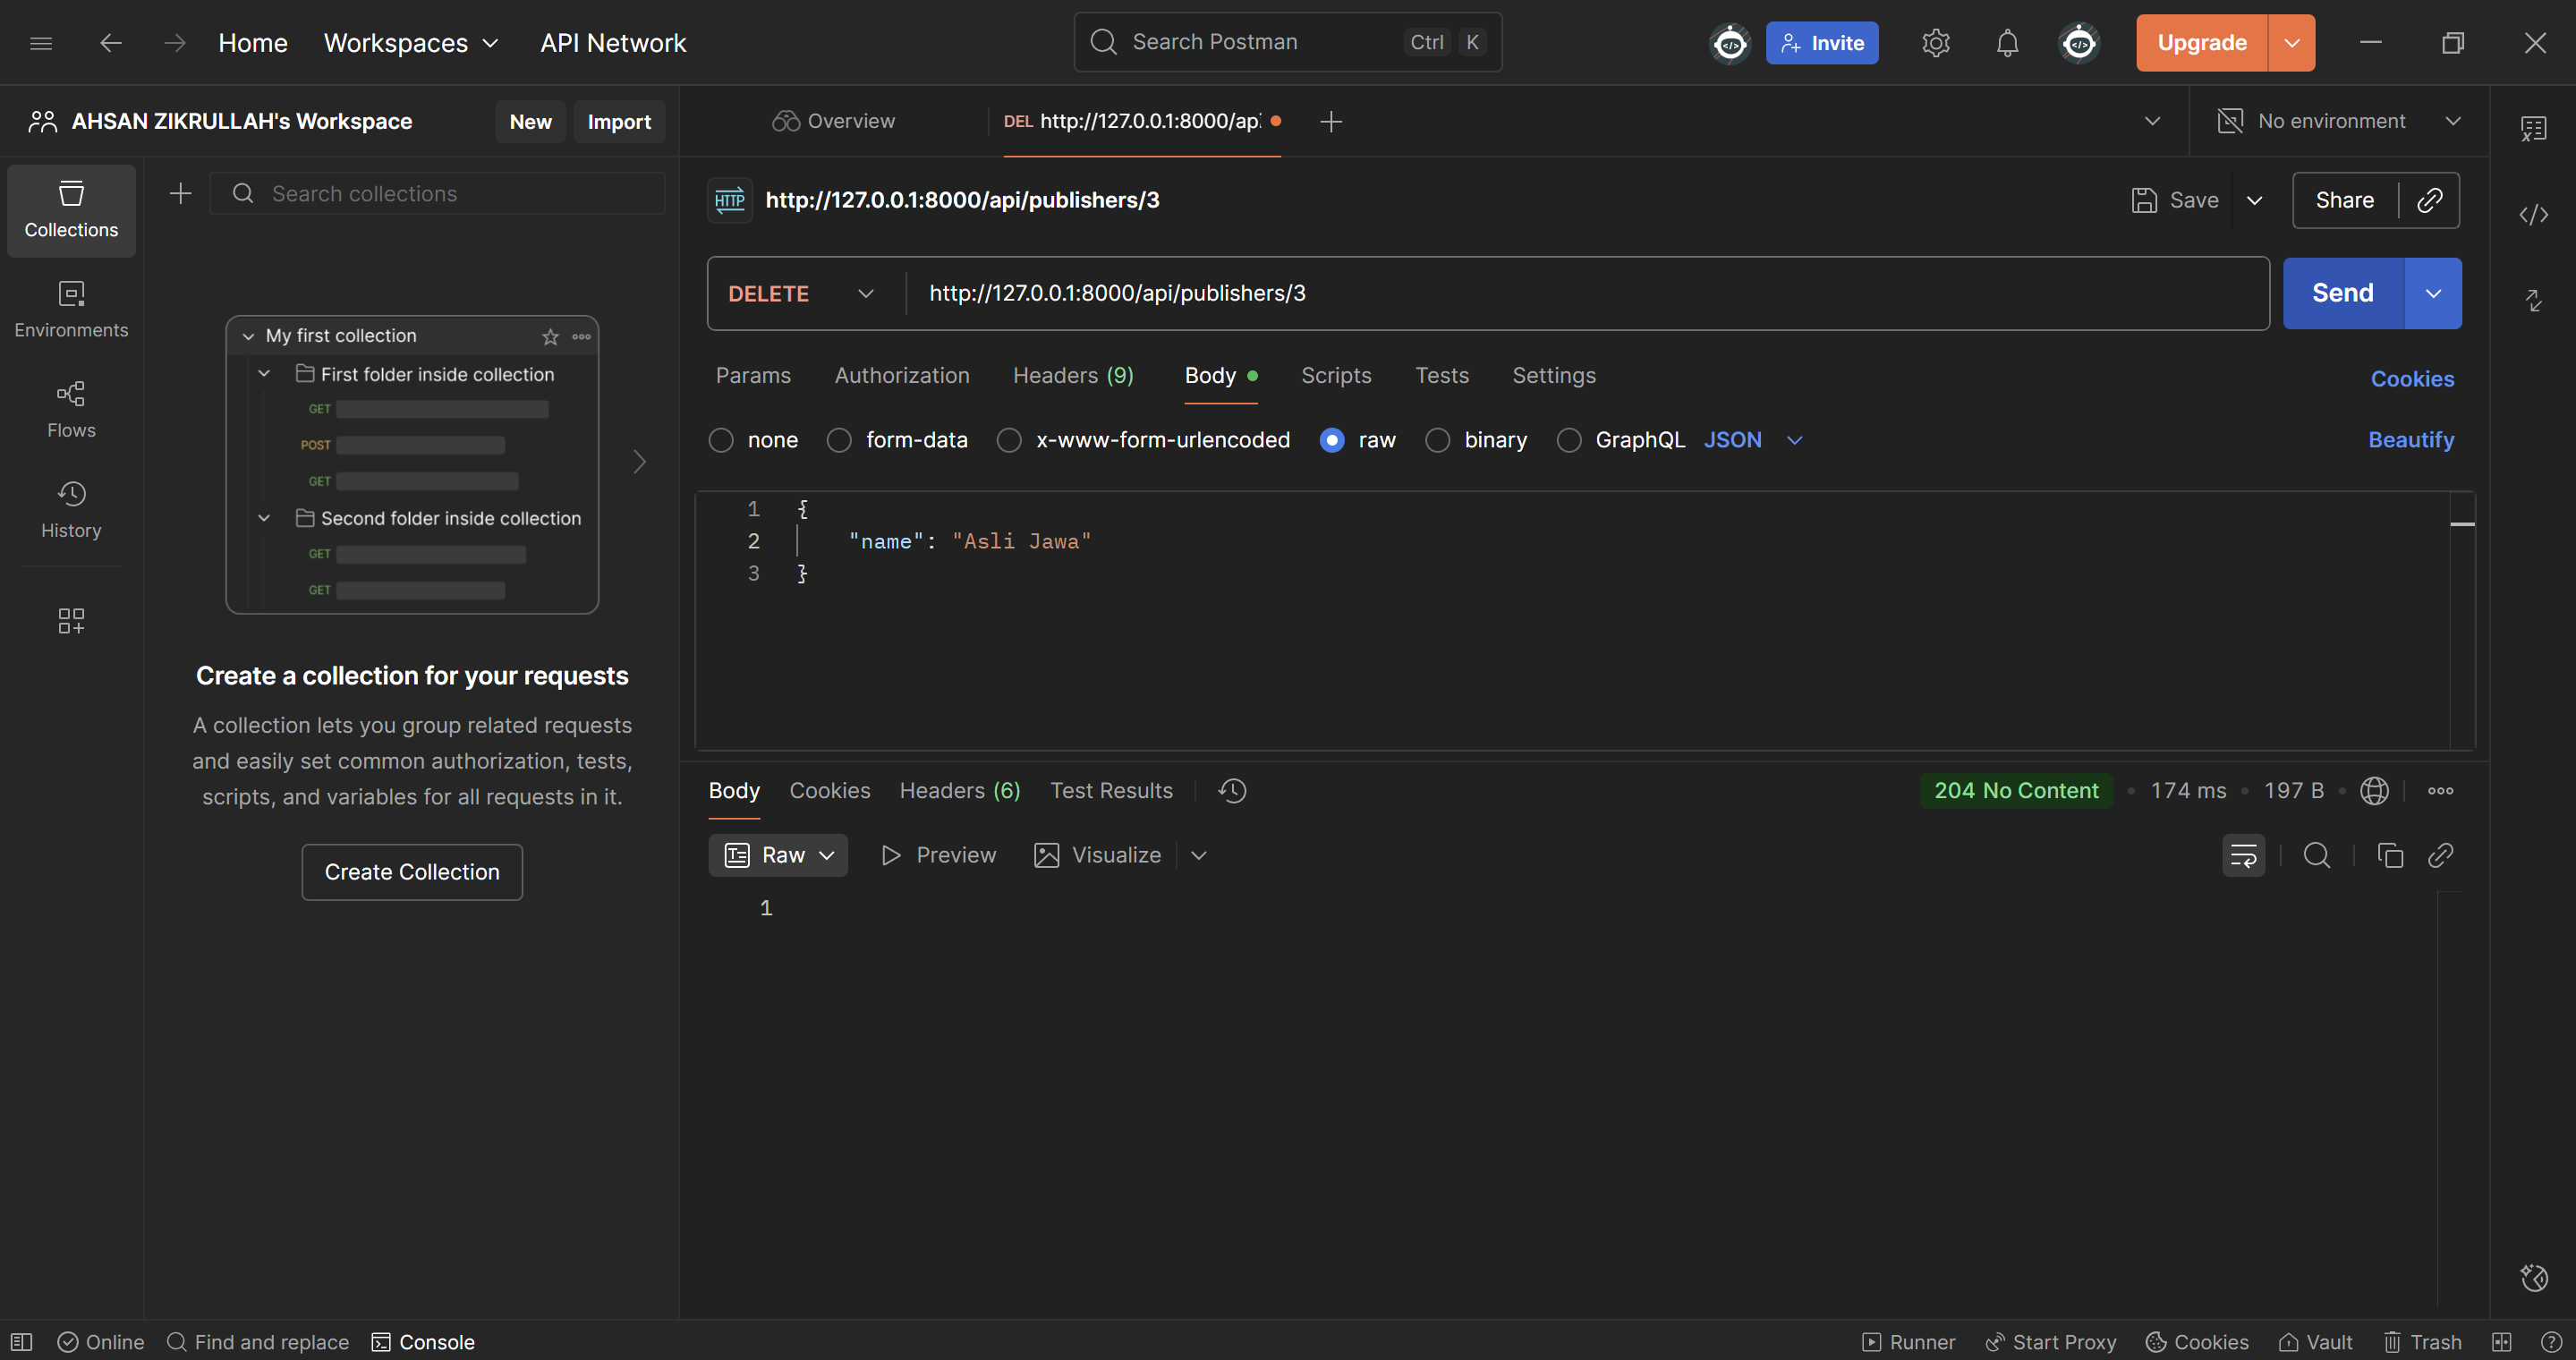 Home Workspaces API Network
Search Postman Ctrl K
Invite
Upgrade
AHSAN ZIKRULLAH's Workspace New Import
Overview
DEL http://127.0.0.1:8000/api
No environment
Collections
Environments
Flows
History
Search collections
My first collection
First folder inside collection
GET
POST
GET
Second folder inside collection
GET
GET
Create a collection for your requests
A collection lets you group related requests
and easily set common authorization, tests,
scripts, and variables for all requests in it.
Create Collection
HTTP http://127.0.0.1:8000/api/publishers/3
Save Share
DELETE http://127.0.0.1:8000/api/publishers/3 Send
Params Authorization Headers (9) Body Scripts Tests Settings Cookies
none form-data x-www-form-urlencoded raw binary GraphQL JSON Beautify
1 {
2 "name": "Asli Jawa"
3 }
Body Cookies Headers (6) Test Results 204 No Content • 174 ms • 197 B •
Raw Preview Visualize
1
Online Find and replace Console Runner Start Proxy Cookies Vault Trash